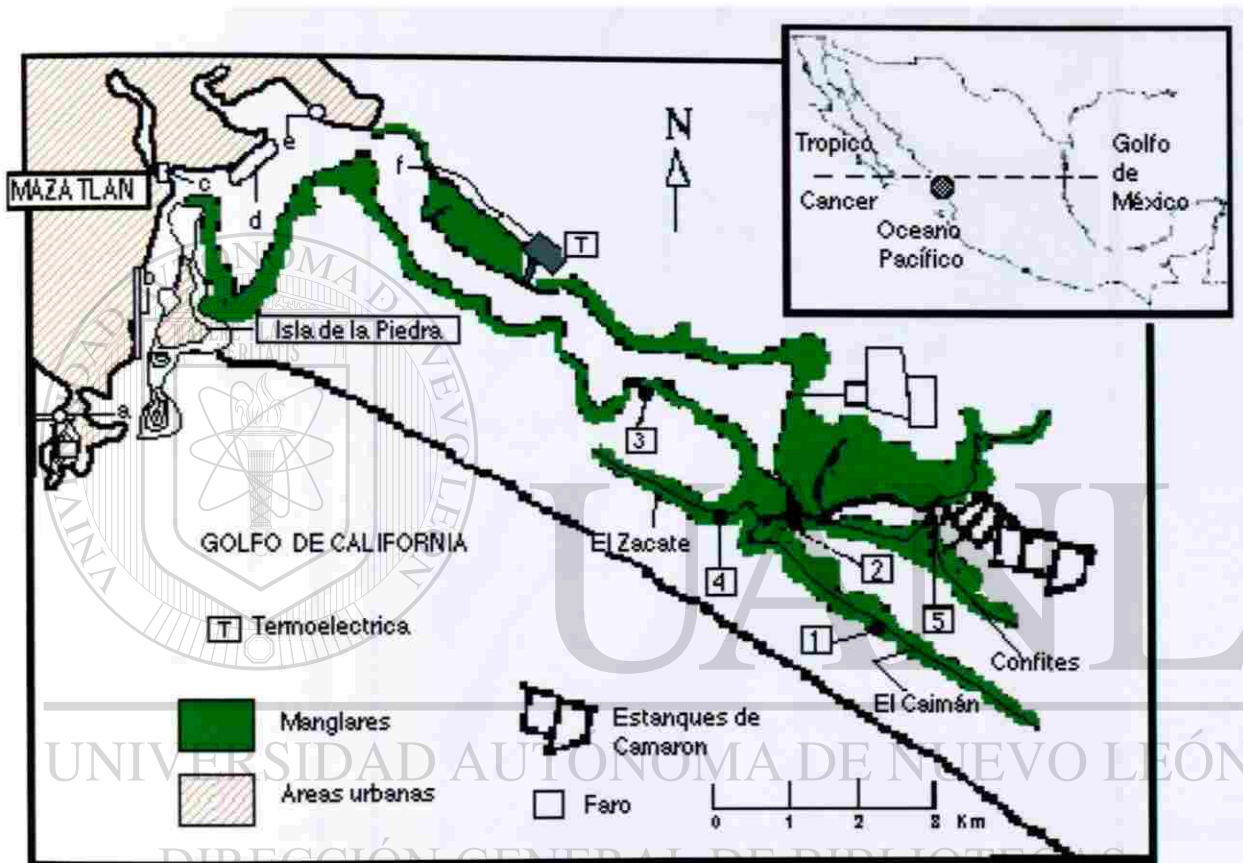 Tropico
Cancer
Golfo
de
México
Oceano
Pacífico
N
e
MAZATLAN
c
d
f
T
b
Isla de la Piedra
a
3
GOLFO DE CALIFORNIA
El Zacate
4
2
5
1
Confites
El Caimán
T Termoelectrica
Manglares
Areas urbanas
Estanques de
Camaron
Faro
0 1 2 3 Km
UANL
UNIVERSIDAD AUTÓNOMA DE NUEVO LEÓN
DIRECCIÓN GENERAL DE BIBLIOTECAS